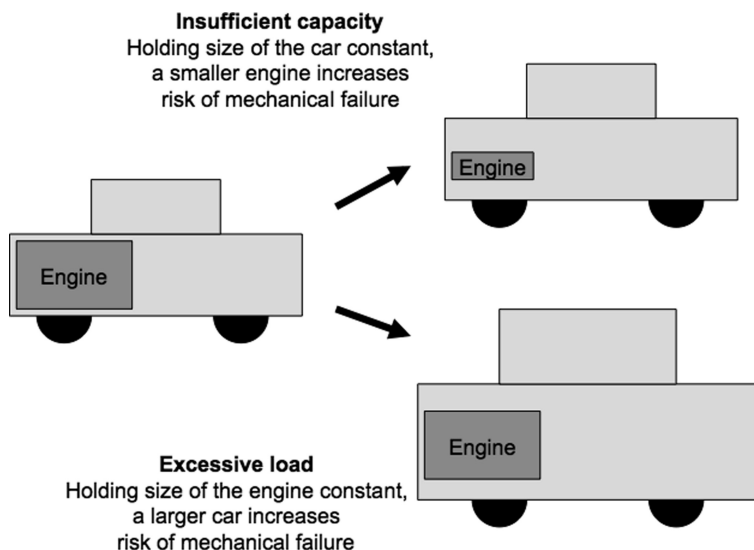 Insufficient capacity
Holding size of the car constant,
a smaller engine increases
risk of mechanical failure
Engine
Engine
Engine
Excessive load
Holding size of the engine constant,
a larger car increases
risk of mechanical failure